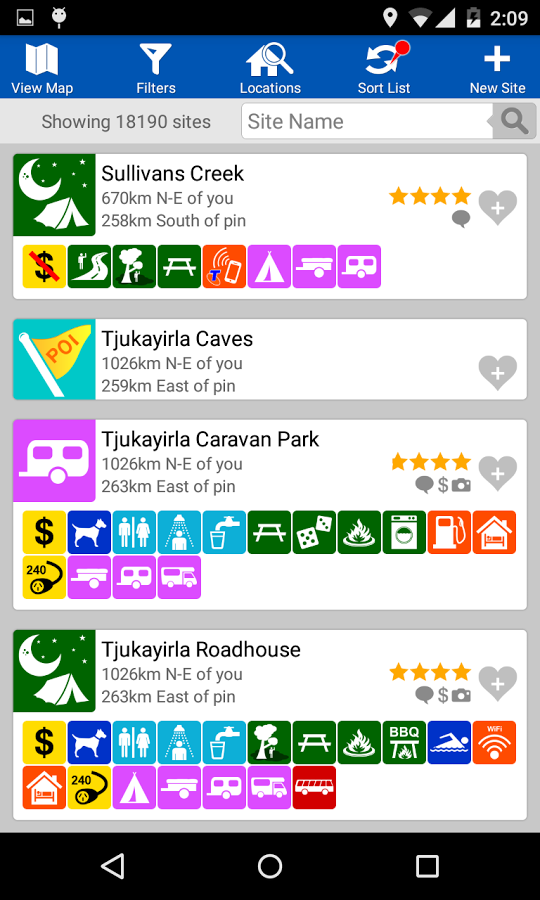 2:09
View Map
Filters
Locations
Sort List
New Site
Showing 18190 sites
Site Name
Sullivans Creek
670km N-E of you
258km South of pin
$
T
POI
Tjukayirla Caves
1026km N-E of you
259km East of pin
Tjukayirla Caravan Park
1026km N-E of you
263km East of pin
$
$
240
Tjukayirla Roadhouse
1026km N-E of you
263km East of pin
$
$
BBQ
WiFi
240